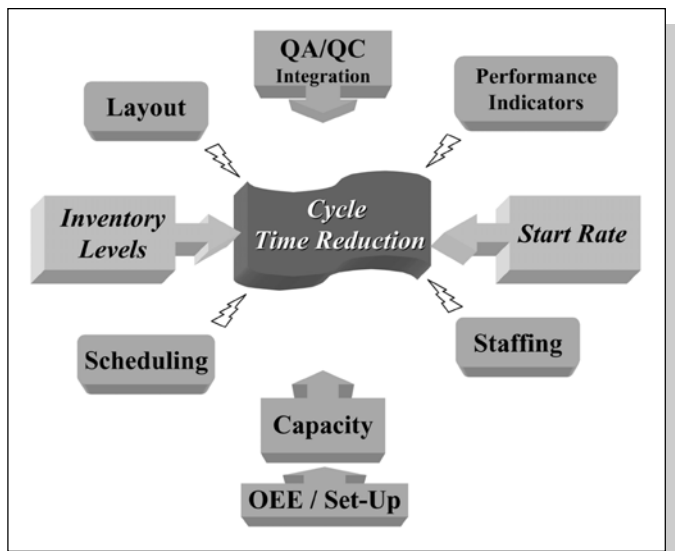 QA/QC
Integration
Performance
Indicators
Layout
Cycle
Time Reduction
Inventory
Levels
Start Rate
Scheduling
Staffing
Capacity
OEE / Set-Up